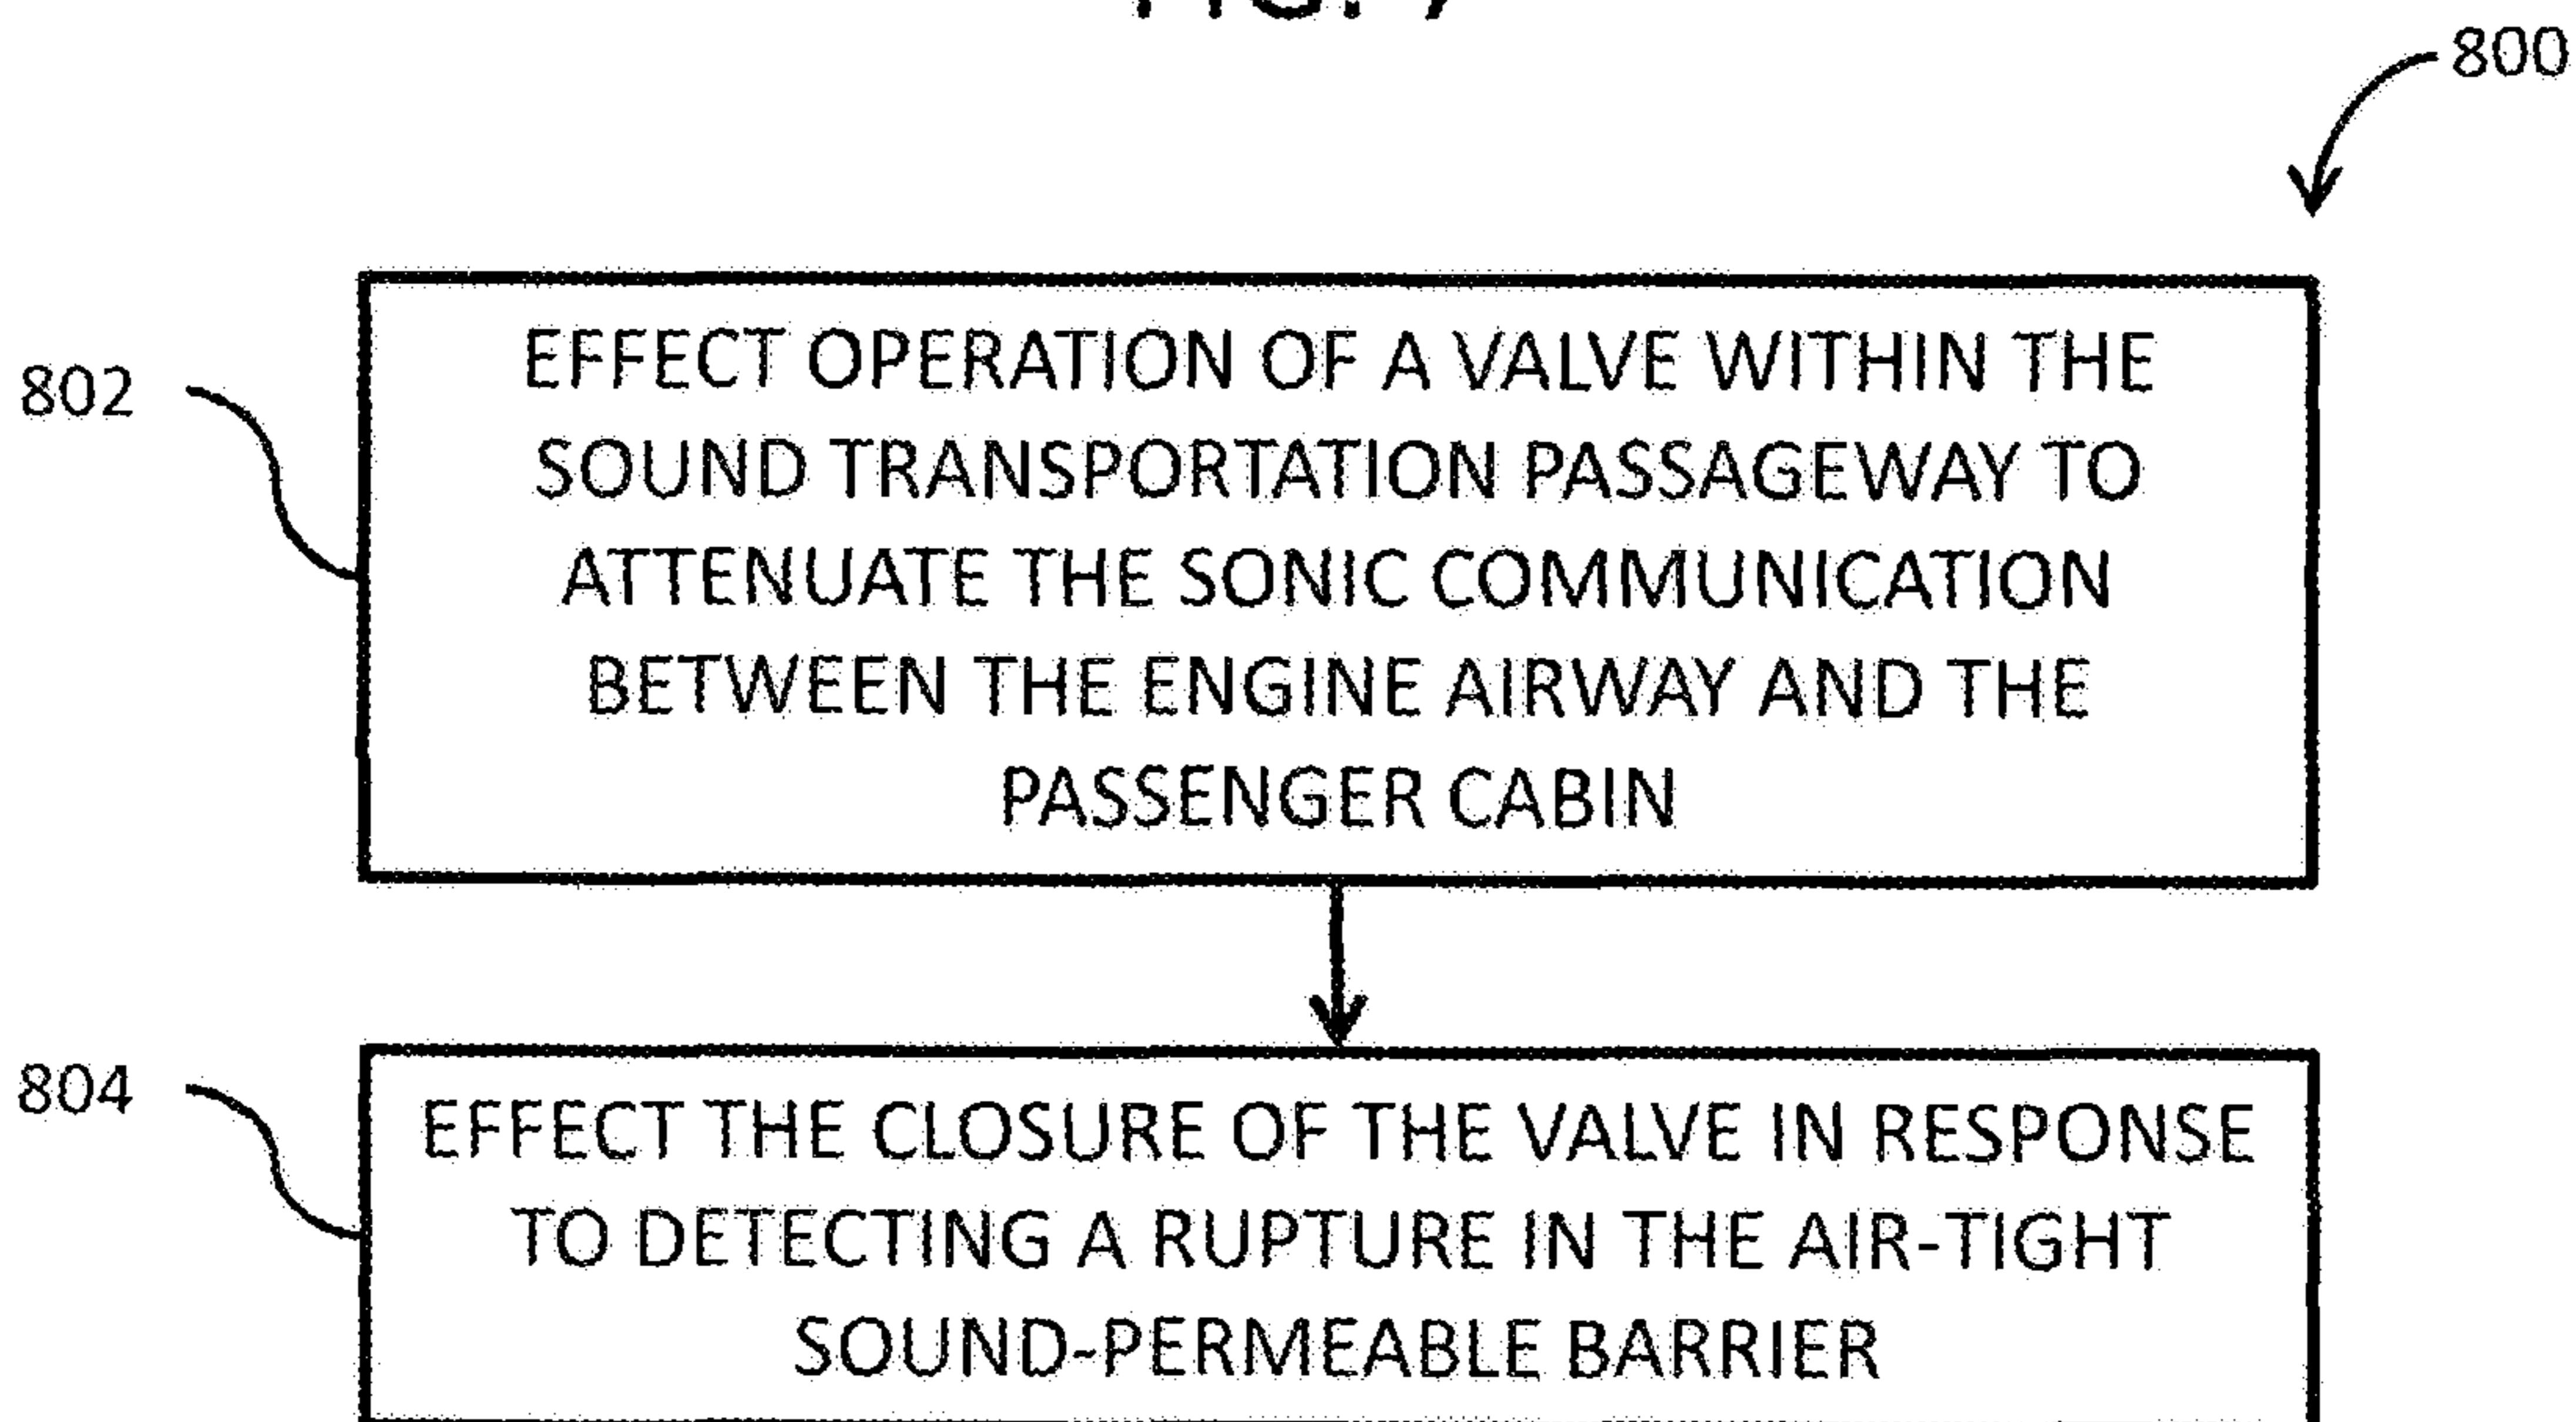 FIG. 7
800
802
EFFECT OPERATION OF A VALVE WITHIN THE
SOUND TRANSPORTATION PASSAGEWAY TO
ATTENUATE THE SONIC COMMUNICATION
BETWEEN THE ENGINE AIRWAY AND THE
PASSENGER CABIN
804
EFFECT THE CLOSURE OF THE VALVE IN RESPONSE
TO DETECTING A RUPTURE IN THE AIR-TIGHT
SOUND-PERMEABLE BARRIER